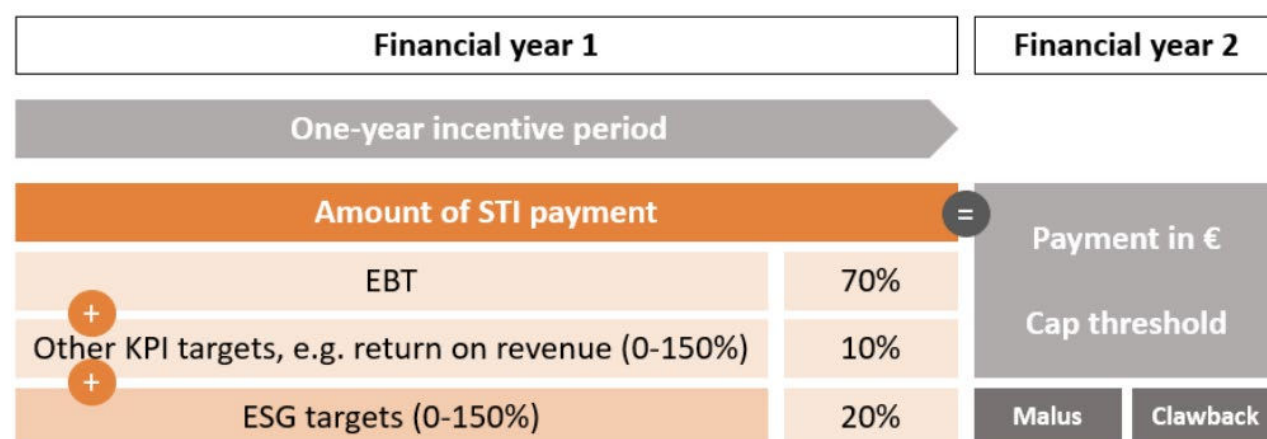 Financial year 1
Financial year 2
One-year incentive period
Amount of STI payment
=
Payment in €
Cap threshold
EBT
70%
+
Other KPI targets, e.g. return on revenue (0-150%)
10%
+
ESG targets (0-150%)
20%
Malus
Clawback